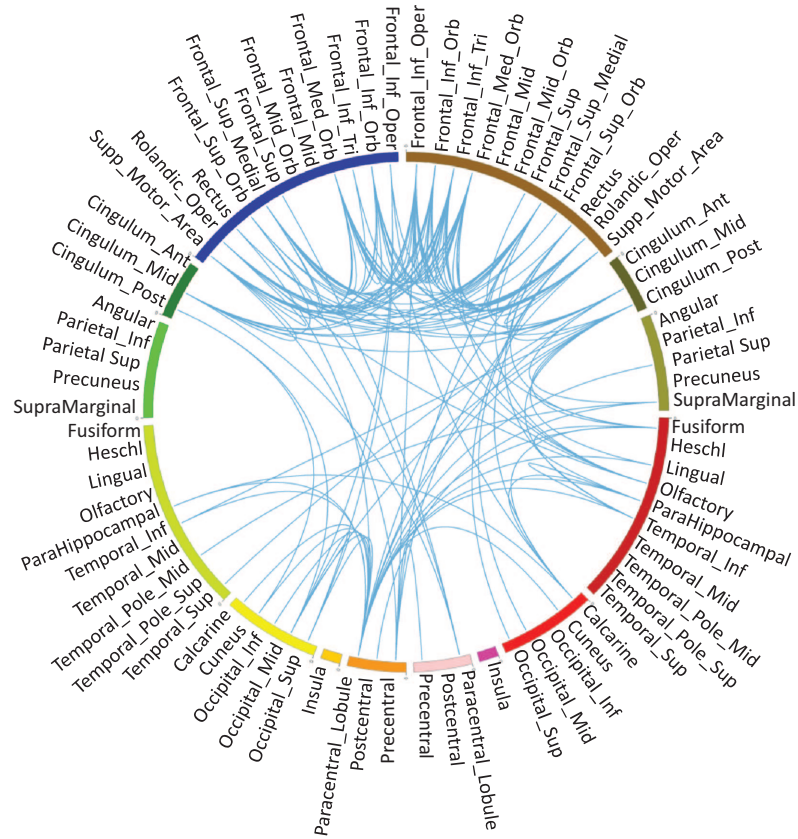 Frontal_Inf_Oper
Frontal_Inf_Orb
Frontal_Inf_Tri
Frontal_Med_Orb
Frontal_Mid
Frontal_Mid_Orb
Frontal_Sup
Frontal_Sup_Medial
Frontal_Sup_Orb
Rectus
Rolandic_Oper
Supp_Motor_Area
Cingulum_Ant
Cingulum_Mid
Cingulum_Post
Angular
Parietal_Inf
Parietal Sup
Precuneus
SupraMarginal
Fusiform
Heschl
Lingual
Olfactory
ParaHippocampal
Temporal_Inf
Temporal_Mid
Temporal_Pole_Mid
Temporal_Pole_Sup
Temporal_Sup
Calcarine
Cuneus
Occipital_Inf
Occipital_Mid
Occipital_Sup
Insula
Paracentral_Lobule
Postcentral
Precentral
Precentral
Postcentral
Paracentral_Lobule
Insula
Occipital_Sup
Occipital_Mid
Occipital_Inf
Cuneus
Calcarine
Temporal_Sup
Temporal_Pole_Sup
Temporal_Pole_Mid
Temporal_Mid
Temporal_Inf
ParaHippocampal
Olfactory
Lingual
Heschl
Fusiform
SupraMarginal
Precuneus
Parietal Sup
Parietal_Inf
Angular
Cingulum_Post
Cingulum_Mid
Cingulum_Ant
Supp_Motor_Area
Rolandic_Oper
Rectus
Frontal_Sup_Orb
Frontal_Sup_Medial
Frontal_Sup
Frontal_Mid_Orb
Frontal_Mid
Frontal_Med_Orb
Frontal_Inf_Tri
Frontal_Inf_Orb
Frontal_Inf_Oper